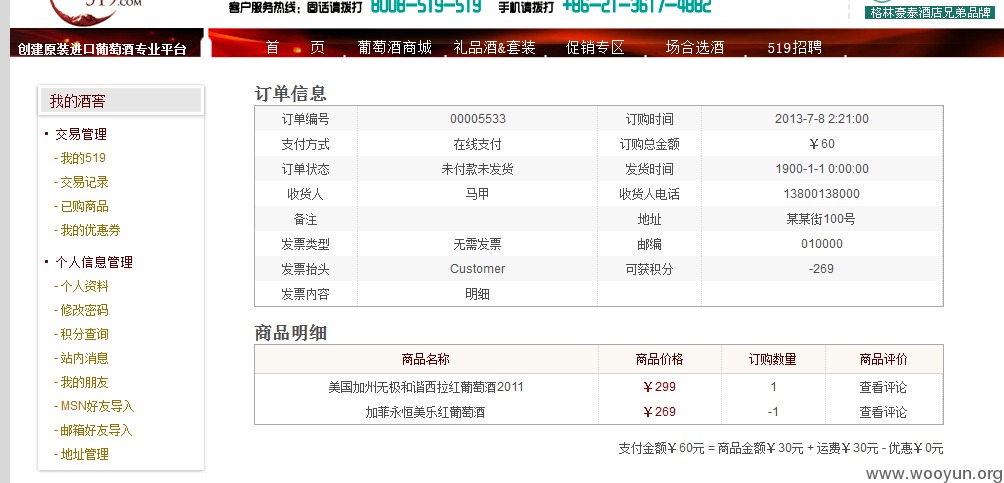 519.COM
客户服务热线：固话请拨打 8008-519-519 手机请拨打 +86-21-3617-4882
格林豪泰酒店兄弟品牌
创建原装进口葡萄酒专业平台
首 页 葡萄酒商城 礼品酒&套装 促销专区 场合选酒 519招聘
我的酒窖
· 交易管理
- 我的519
- 交易记录
- 已购商品
- 我的优惠券
· 个人信息管理
- 个人资料
- 修改密码
- 积分查询
- 站内消息
- 我的朋友
- MSN好友导入
- 邮箱好友导入
- 地址管理
订单信息
订单编号 00005533 订购时间 2013-7-8 2:21:00
支付方式 在线支付 订购总金额 ￥60
订单状态 未付款未发货 发货时间 1900-1-1 0:00:00
收货人 马甲 收货人电话 13800138000
备注 地址 某某街100号
发票类型 无需发票 邮编 010000
发票抬头 Customer 可获积分 -269
发票内容 明细
商品明细
商品名称 商品价格 订购数量 商品评价
美国加州无极和谐西拉红葡萄酒2011 ￥299 1 查看评论
加菲永恒美乐红葡萄酒 ￥269 -1 查看评论
支付金额￥60元 = 商品金额￥30元 + 运费￥30元 - 优惠￥0元
www.wooyun.org